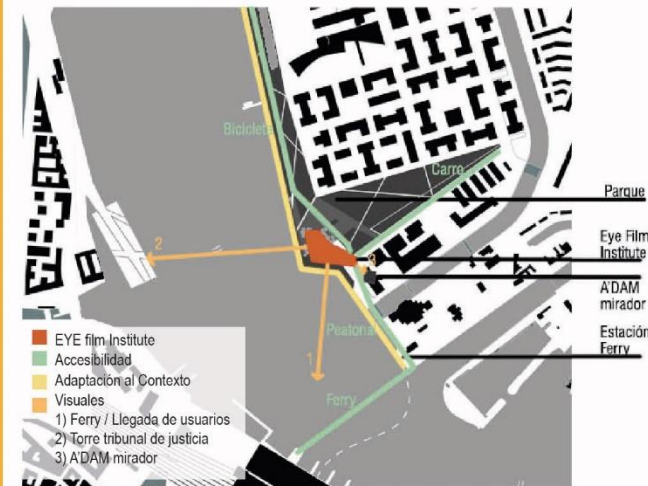 Bicicleta
Carro
Parque
Eye Film
Institute
A'DAM
mirador
Estación
Ferry
2
3
1
Peatonal
Ferry
EYE film Institute
Accesibilidad
Adaptación al Contexto
Visuales
1) Ferry / Llegada de usuarios
2) Torre tribunal de justicia
3) A'DAM mirador